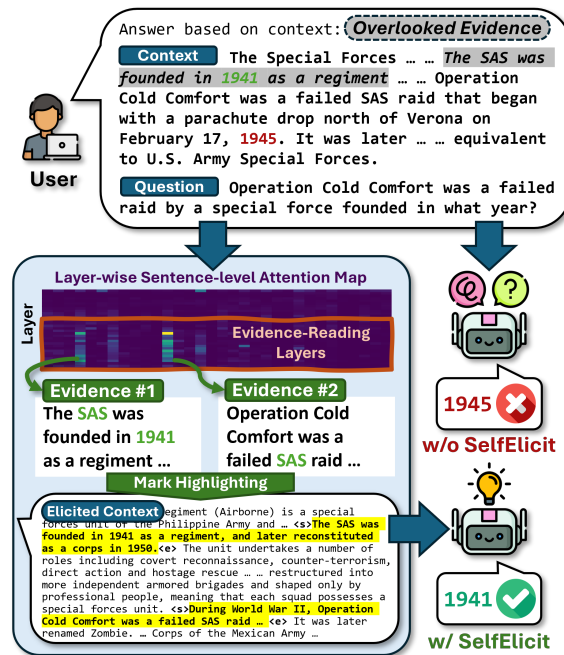 Answer based on context: Overlooked Evidence
Context The Special Forces … … The SAS was
founded in 1941 as a regiment … … Operation
Cold Comfort was a failed SAS raid that began
with a parachute drop north of Verona on
February 17, 1945. It was later … … equivalent
to U.S. Army Special Forces.
Question Operation Cold Comfort was a failed
raid by a special force founded in what year?
User
Layer-wise Sentence-level Attention Map
Layer
Evidence-Reading
Layers
Evidence #1
The SAS was
founded in 1941
as a regiment …
Evidence #2
Operation Cold
Comfort was a
failed SAS raid …
Mark Highlighting
Elicited Context
egiment (Airborne) is a special
forces unit of the Philippine Army and … <s>The SAS was
founded in 1941 as a regiment, and later reconstituted
as a corps in 1950.<e> The unit undertakes a number of
roles including covert reconnaissance, counter-terrorism,
direct action and hostage rescue … … restructured into
more independent armored brigades and shaped only by
professional people, meaning that each squad possesses a
special forces unit. <s>During World War II, Operation
Cold Comfort was a failed SAS raid … <e> It was later
renamed Zombie. … Corps of the Mexican Army …
?
1945
w/o SelfElicit
1941
w/ SelfElicit